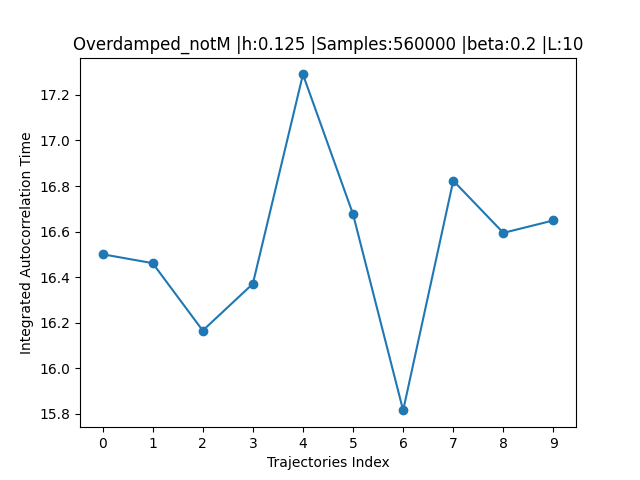 Overdamped_notM |h:0.125 |Samples:560000 |beta:0.2 |L:10
Integrated Autocorrelation Time
17.2
17.0
16.8
16.6
16.4
16.2
16.0
15.8
0 1 2 3 4 5 6 7 8 9
Trajectories Index